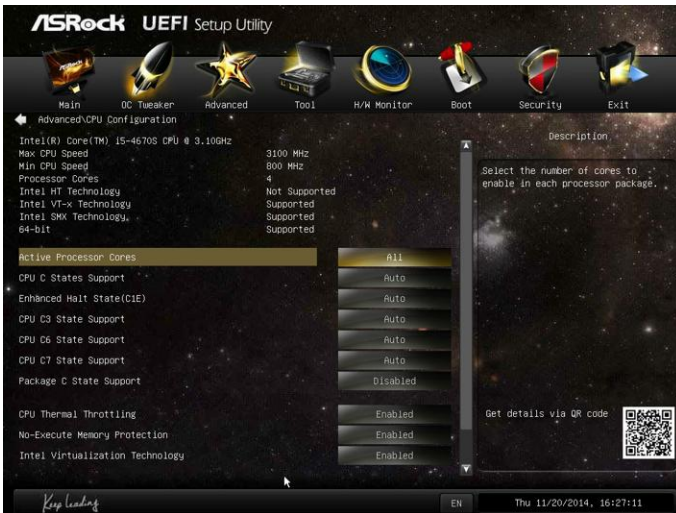 ASRock UEFI Setup Utility
Main OC Tweaker Advanced Tool H/W Monitor Boot Security Exit
Advanced\CPU Configuration
Description
Intel(R) Core(TM) i5-4670S CPU @ 3.10GHz
Max CPU Speed 3100 MHz
Min CPU Speed 800 MHz
Processor Cores 4
Intel HT Technology Not Supported
Intel VT-x Technology Supported
Intel SMX Technology Supported
64-bit Supported
Select the number of cores to
enable in each processor package.
Active Processor Cores All
CPU C States Support Auto
Enhanced Halt State(C1E) Auto
CPU C3 State Support Auto
CPU C6 State Support Auto
CPU C7 State Support Auto
Package C State Support Disabled
CPU Thermal Throttling Enabled
No-Execute Memory Protection Enabled
Intel Virtualization Technology Enabled
Get details via QR code
Keep Leading
EN
Thu 11/20/2014, 16:27:11